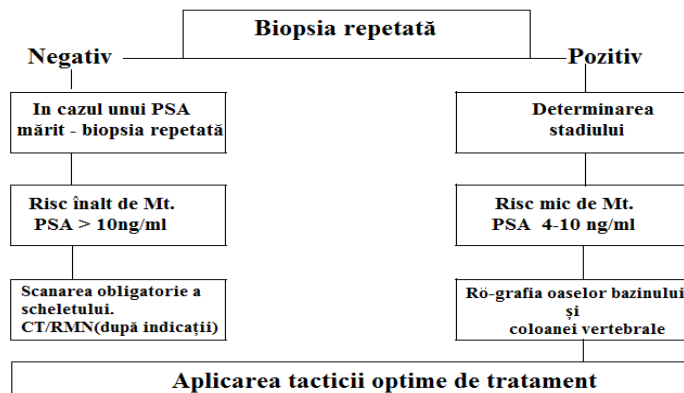 Biopsia repetată
Negativ
Pozitiv
In cazul unui PSA
mărit - biopsia repetată
Determinarea
stadiului
Risc înalt de Mt.
PSA > 10ng/ml
Risc mic de Mt.
PSA 4-10 ng/ml
Scanarea obligatorie a
scheletului.
CT/RMN(după indicații)
Rö-grafia oaselor bazinului
și
coloanei vertebrale
Aplicarea tacticii optime de tratament